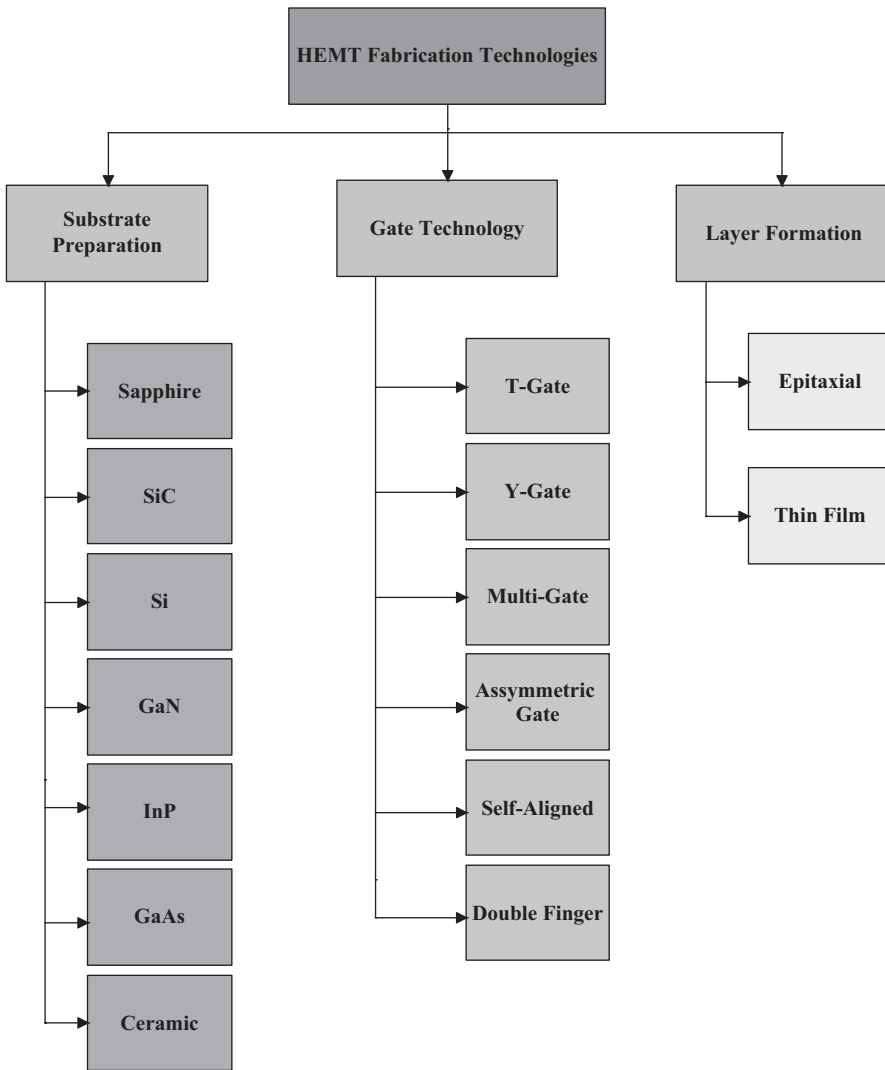 HEMT Fabrication Technologies
Substrate
Preparation
Gate Technology
Layer Formation
Sapphire
SiC
Si
GaN
InP
GaAs
Ceramic
T-Gate
Y-Gate
Multi-Gate
Assymmetric
Gate
Self-Aligned
Double Finger
Epitaxial
Thin Film